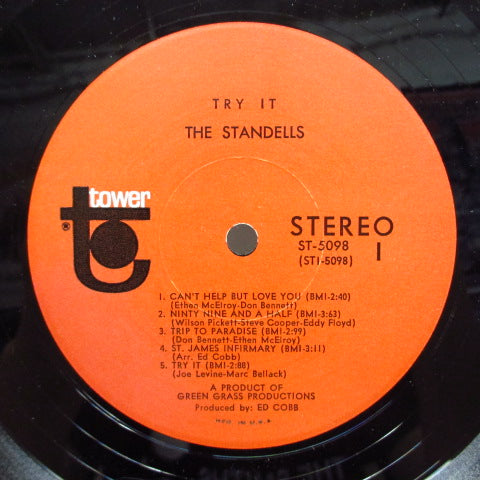 TRY IT
THE STANDELLS
tower
®
STEREO
ST-5098
(ST1-5098)
1
1. CAN'T HELP BUT LOVE YOU (BMI-2:40)
(Ethen McElroy-Don Bennett)
2. NINTY NINE AND A HALF (BMI-3:63)
(Wilson Pickett-Steve Cooper-Eddy Floyd)
3. TRIP TO PARADISE (BMI-2:99)
(Don Bennett-Ethen McElroy)
4. ST. JAMES INFIRMARY (BMI-3:11)
(Arr. Ed Cobb)
5. TRY IT (BMI-2:88)
(Joe Levine-Marc Bellack)
A PRODUCT OF
GREEN GRASS PRODUCTIONS
Produced by: ED COBB